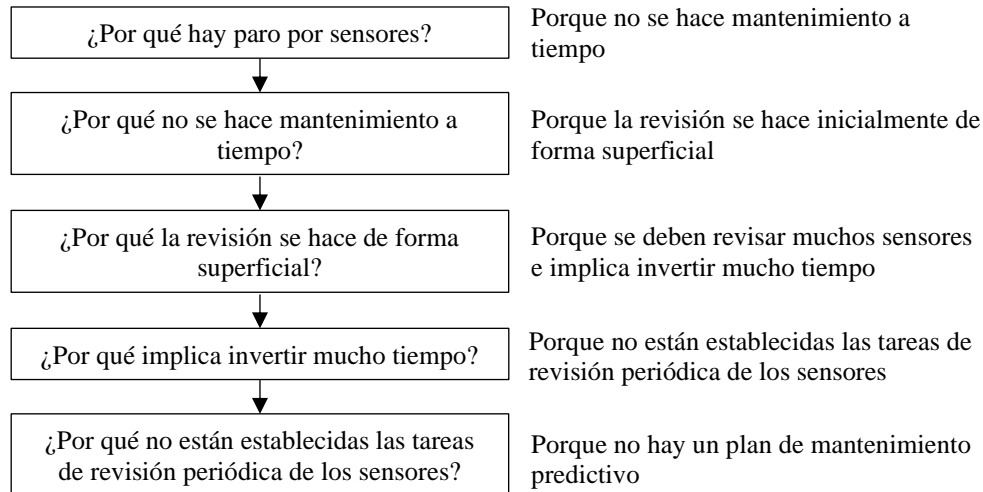 ¿Por qué hay paro por sensores?
Porque no se hace mantenimiento a
tiempo
¿Por qué no se hace mantenimiento a
tiempo?
Porque la revisión se hace inicialmente de
forma superficial
¿Por qué la revisión se hace de forma
superficial?
Porque se deben revisar muchos sensores
e implica invertir mucho tiempo
¿Por qué implica invertir mucho tiempo?
Porque no están establecidas las tareas de
revisión periódica de los sensores
¿Por qué no están establecidas las tareas
de revisión periódica de los sensores?
Porque no hay un plan de mantenimiento
predictivo